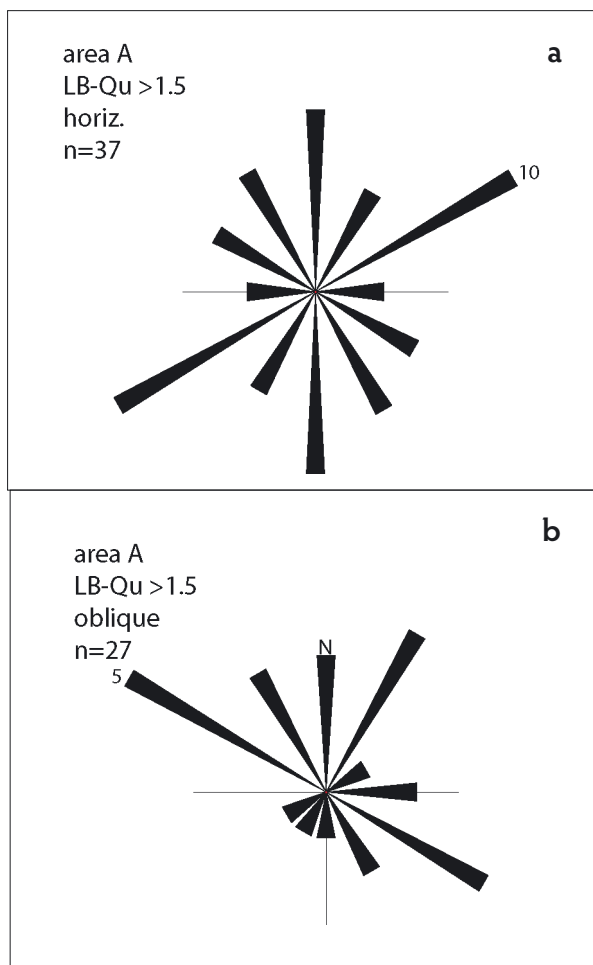 area A
LB-Qu >1.5
horiz.
n=37
a
10
area A
LB-Qu >1.5
oblique
n=27
b
N
5